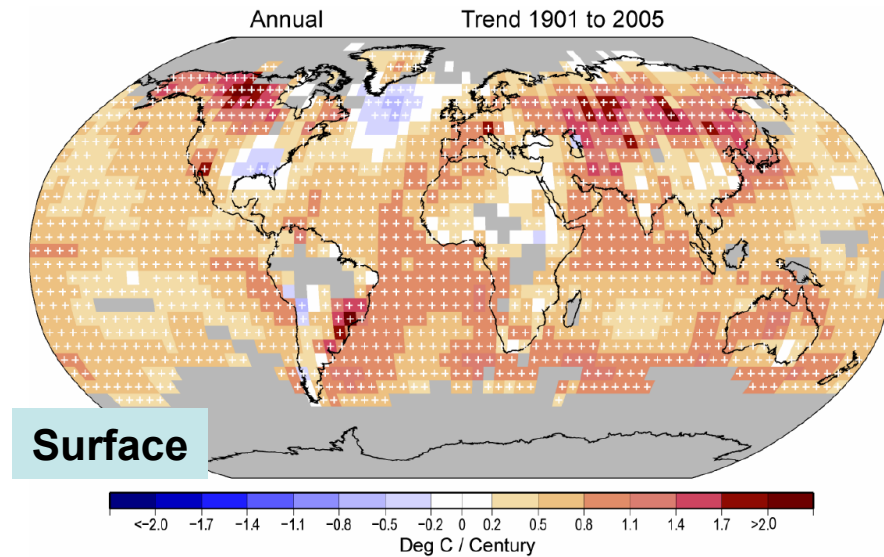 Annual Trend 1901 to 2005
Surface
<-2.0 -1.7 -1.4 -1.1 -0.8 -0.5 -0.2 0 0.2 0.5 0.8 1.1 1.4 1.7 >2.0
Deg C / Century